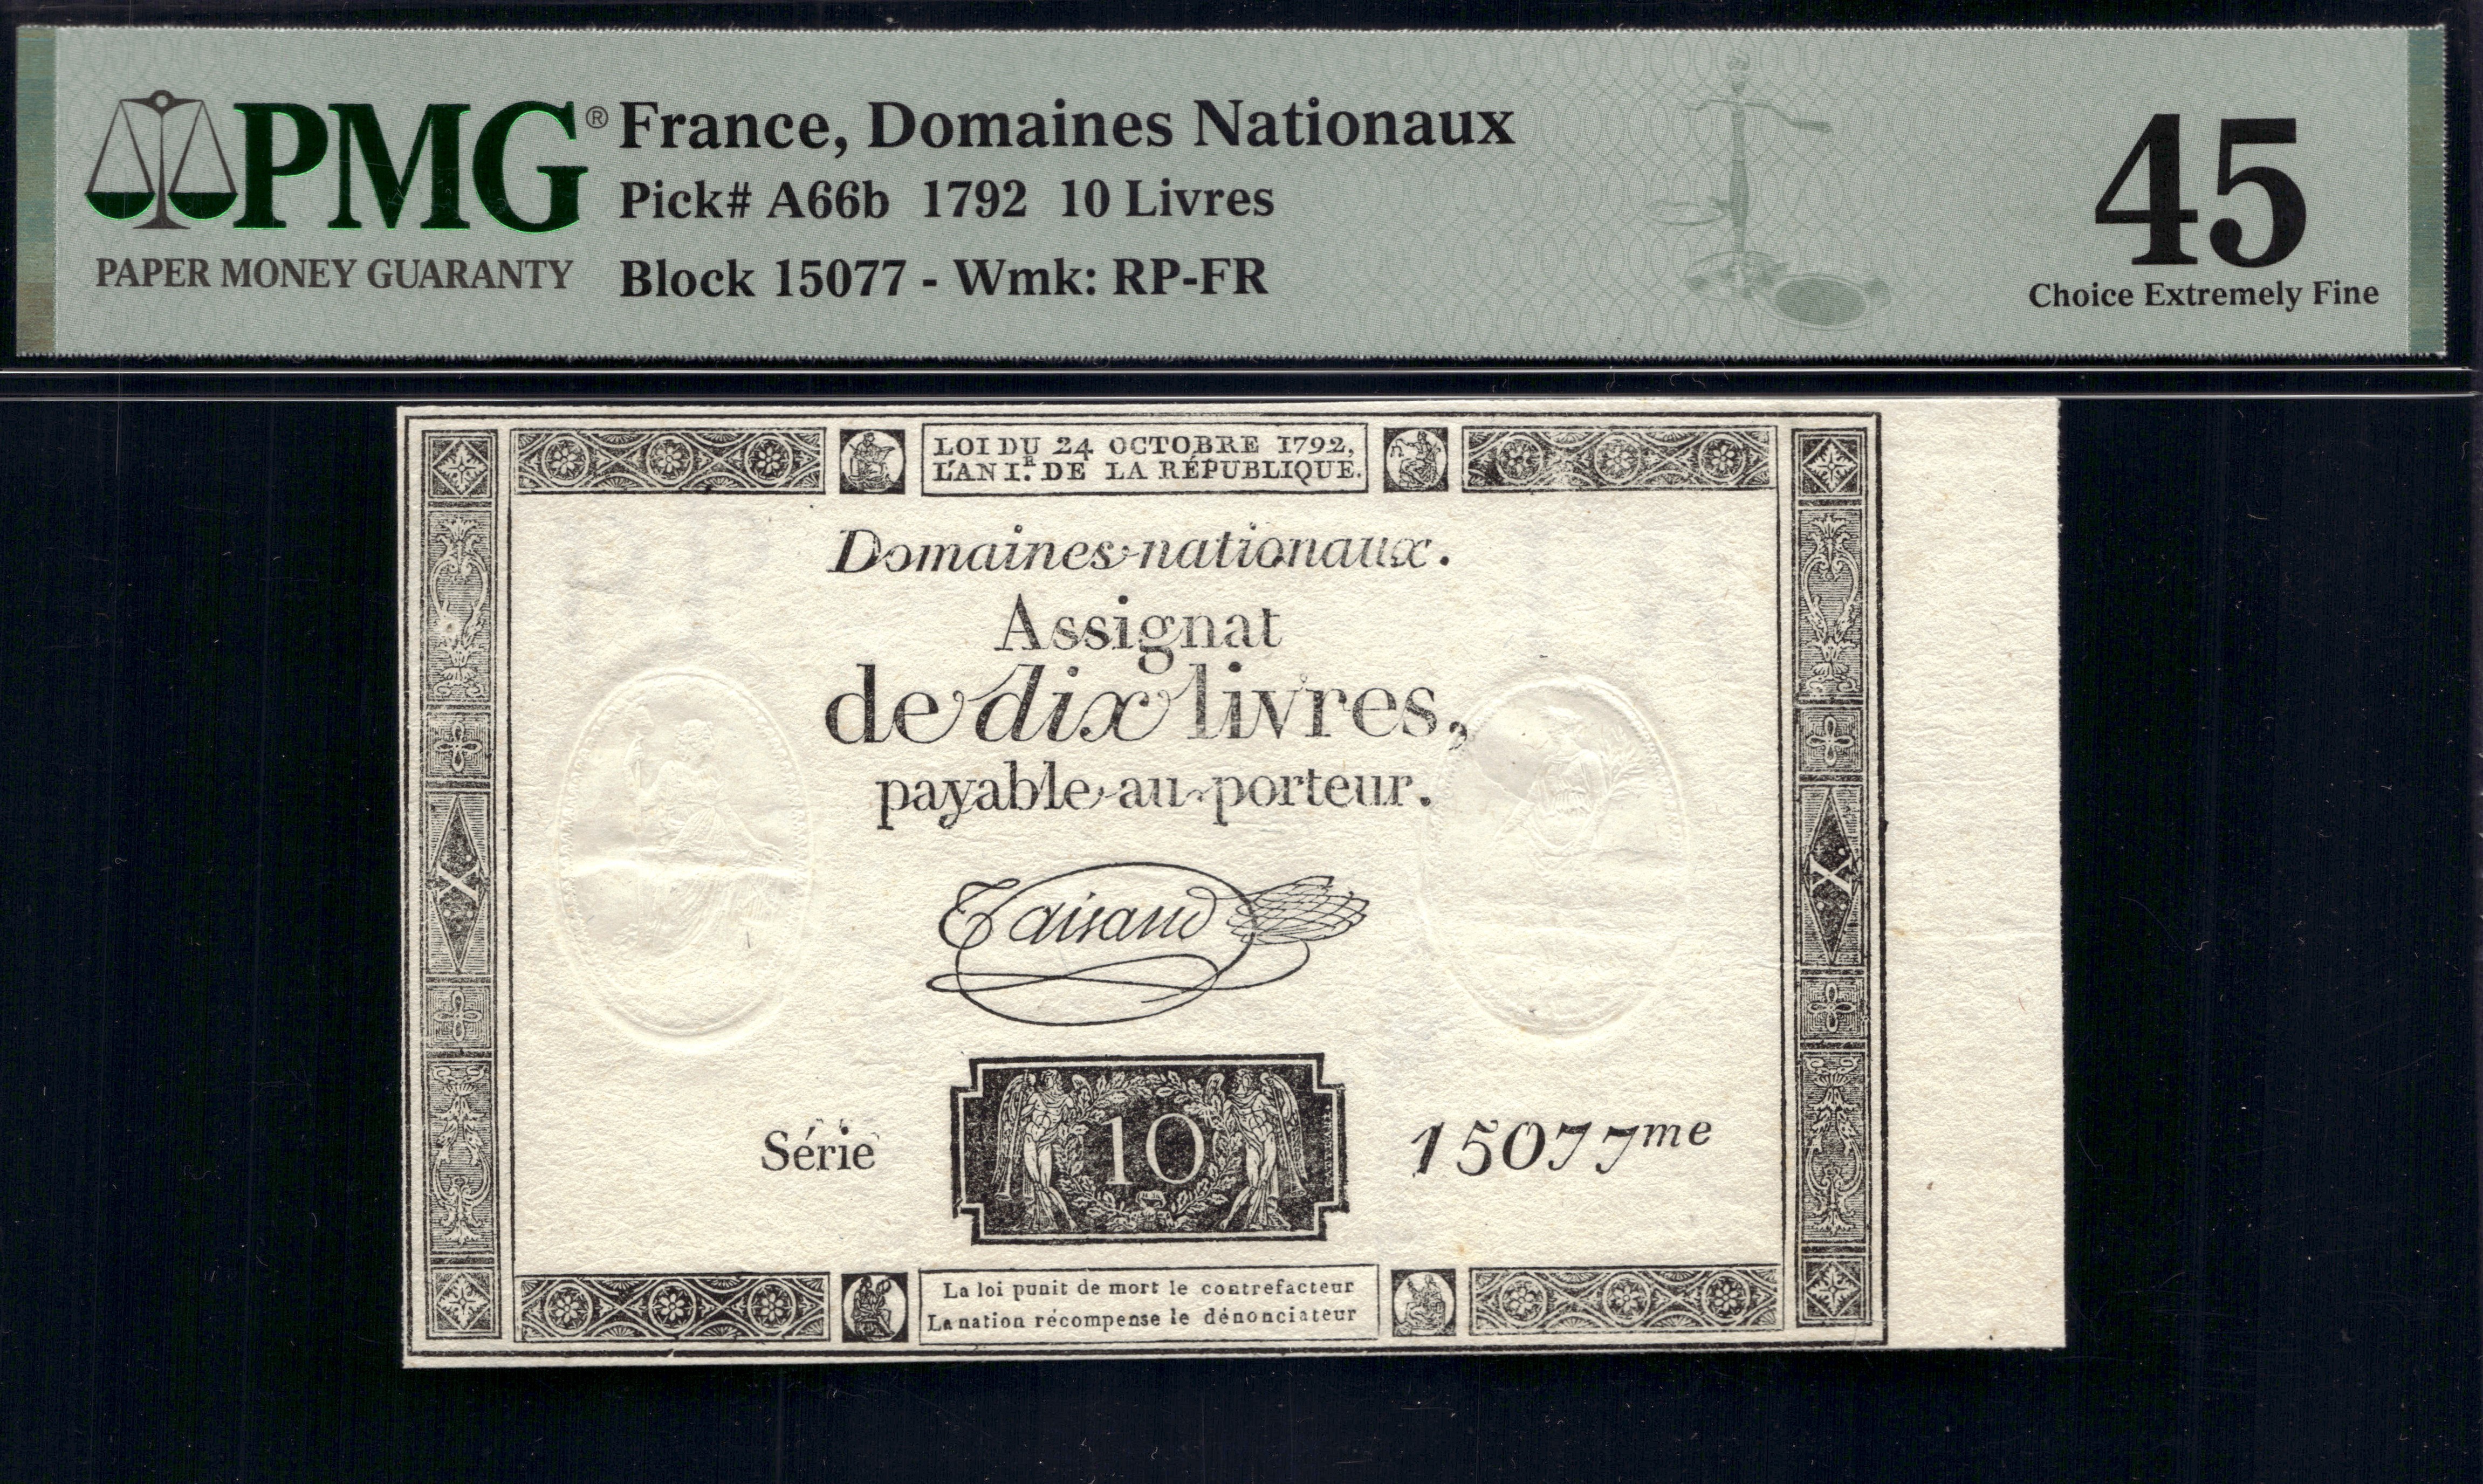 PMG®
PAPER MONEY GUARANTY
France, Domaines Nationaux
Pick# A66b 1792 10 Livres
Block 15077 - Wmk: RP-FR
45
Choice Extremely Fine
LOI DU 24 OCTOBRE 1792,
L'AN Iᴿ. DE LA RÉPUBLIQUE.
Domaines nationaux.
Assignat
de dix livres,
payable au porteur.
Taisaud
X
X
Série
10
15077me
La loi punit de mort le contrefacteur
La nation récompense le dénonciateur